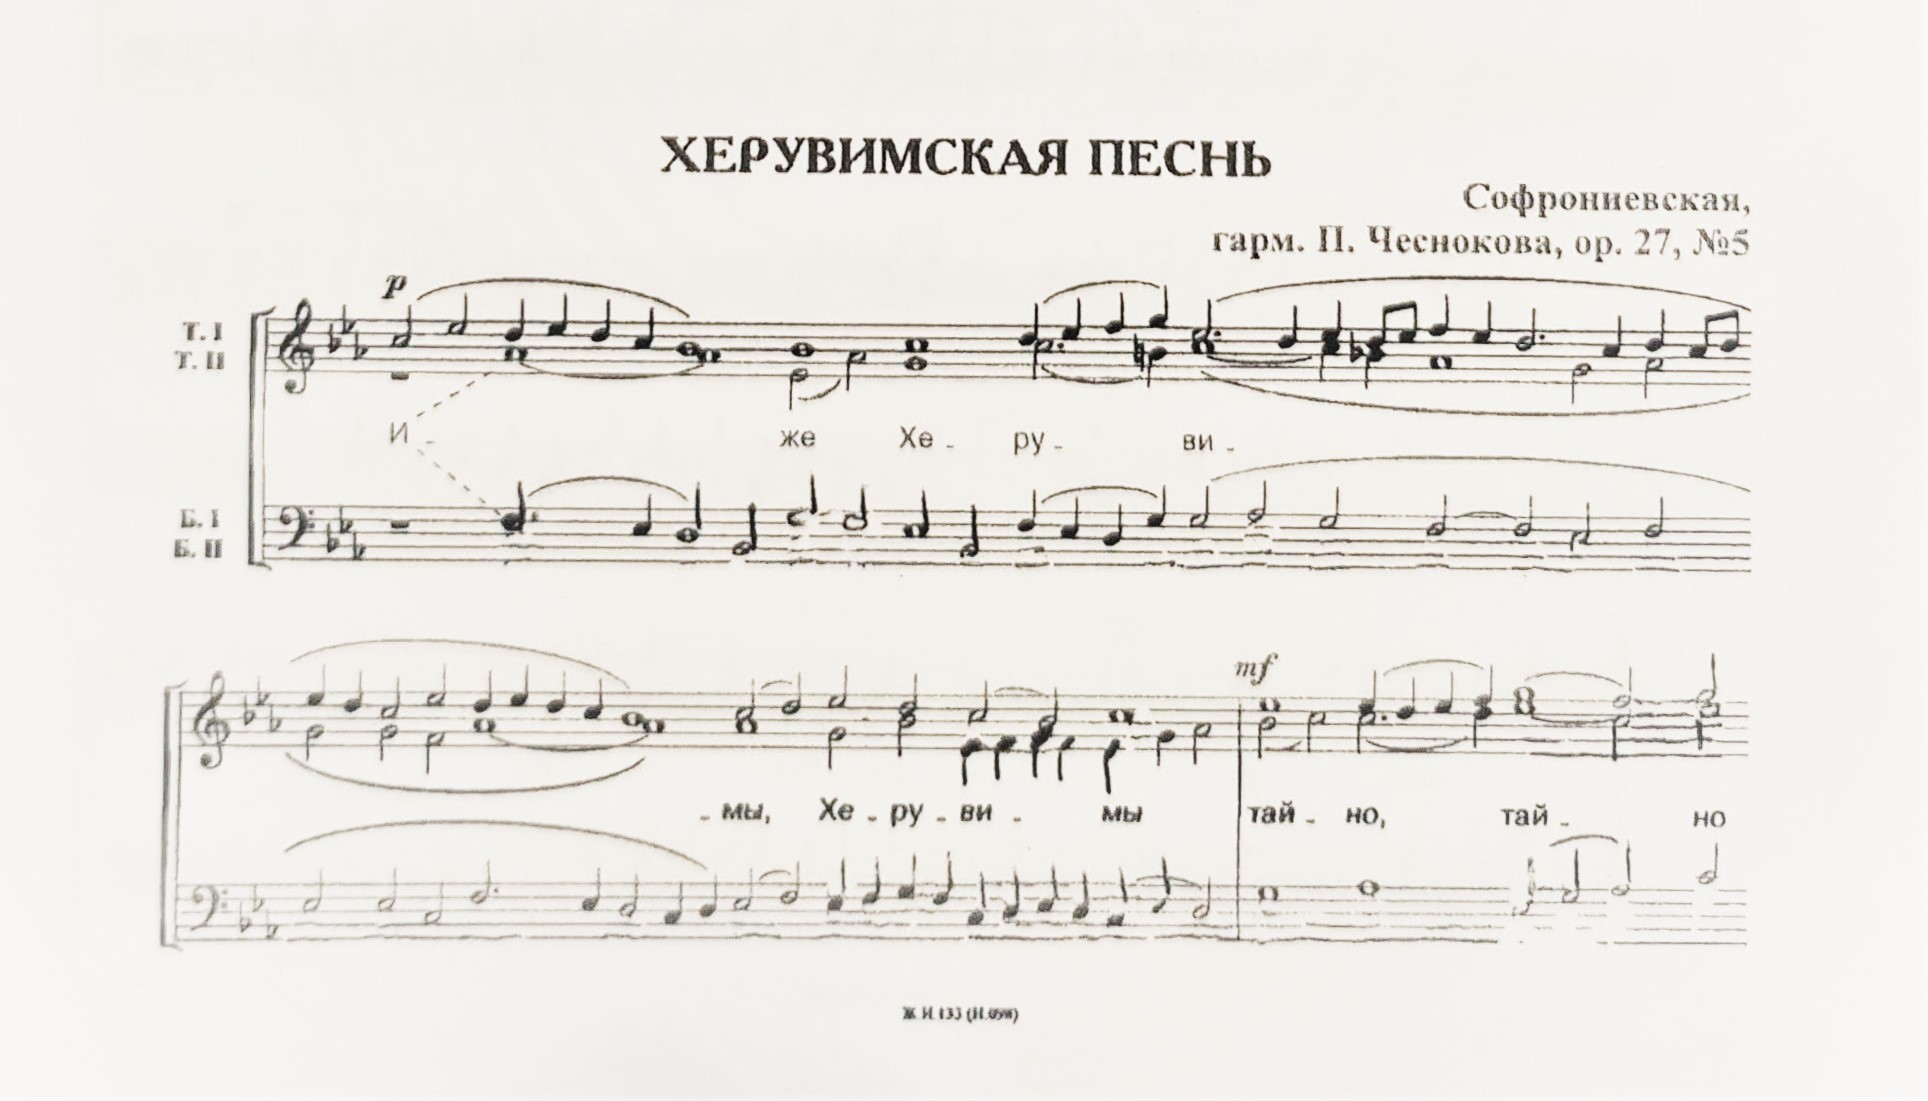 ХЕРУВИМСКАЯ ПЕСНЬ
Софрониевская,
гарм. П. Чеснокова, ор. 27, №5
p
Т. I
Т. II
И - же Хе - ру - ви -
Б. I
Б. II
mf
- мы, Хе - ру - ви - мы тай - но, тай - но
Ж.И.133